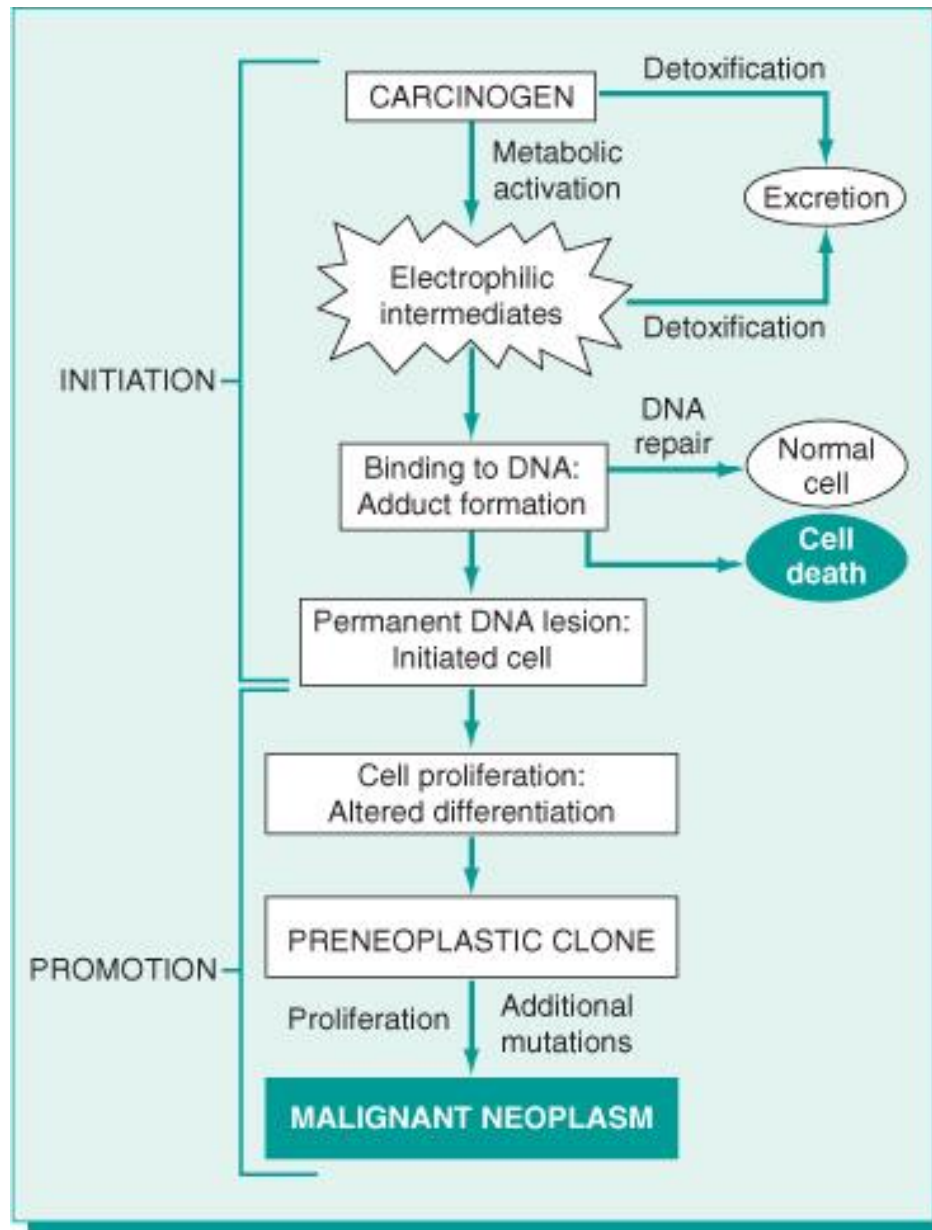 CARCINOGEN
Detoxification
Metabolic
activation
Excretion
Electrophilic
intermediates
Detoxification
INITIATION
DNA
repair
Binding to DNA:
Adduct formation
Normal
cell
Cell
death
Permanent DNA lesion:
Initiated cell
Cell proliferation:
Altered differentiation
PRENEOPLASTIC CLONE
PROMOTION
Proliferation
Additional
mutations
MALIGNANT NEOPLASM